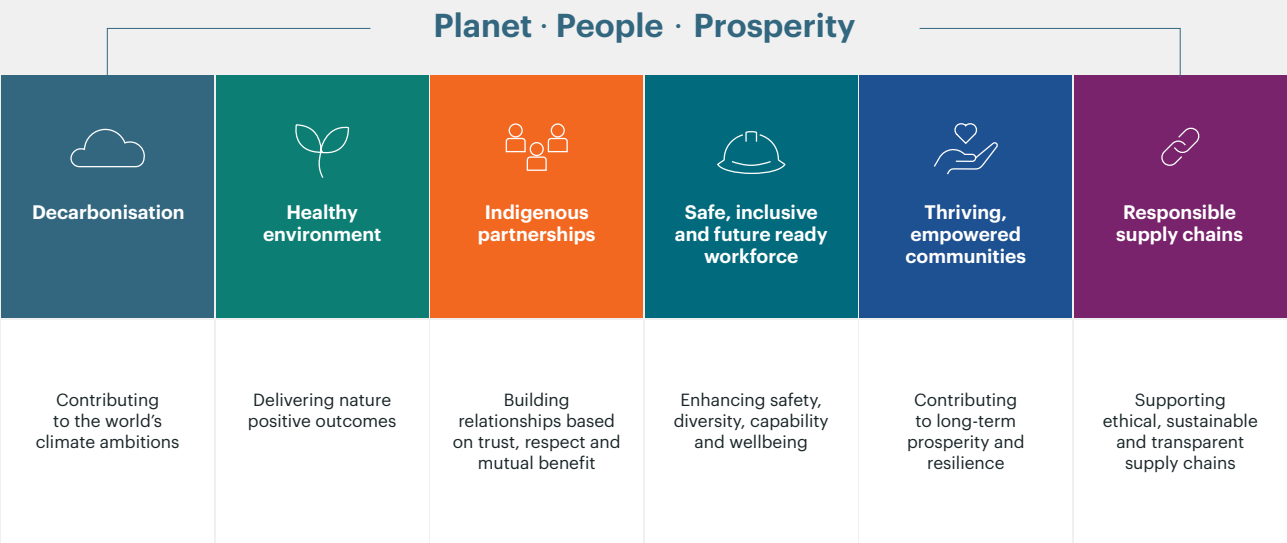 Planet · People · Prosperity
Decarbonisation
Healthy
environment
Indigenous
partnerships
Safe, inclusive
and future ready
workforce
Thriving,
empowered
communities
Responsible
supply chains
Contributing
to the world’s
climate ambitions
Delivering nature
positive outcomes
Building
relationships based
on trust, respect and
mutual benefit
Enhancing safety,
diversity, capability
and wellbeing
Contributing
to long-term
prosperity and
resilience
Supporting
ethical, sustainable
and transparent
supply chains